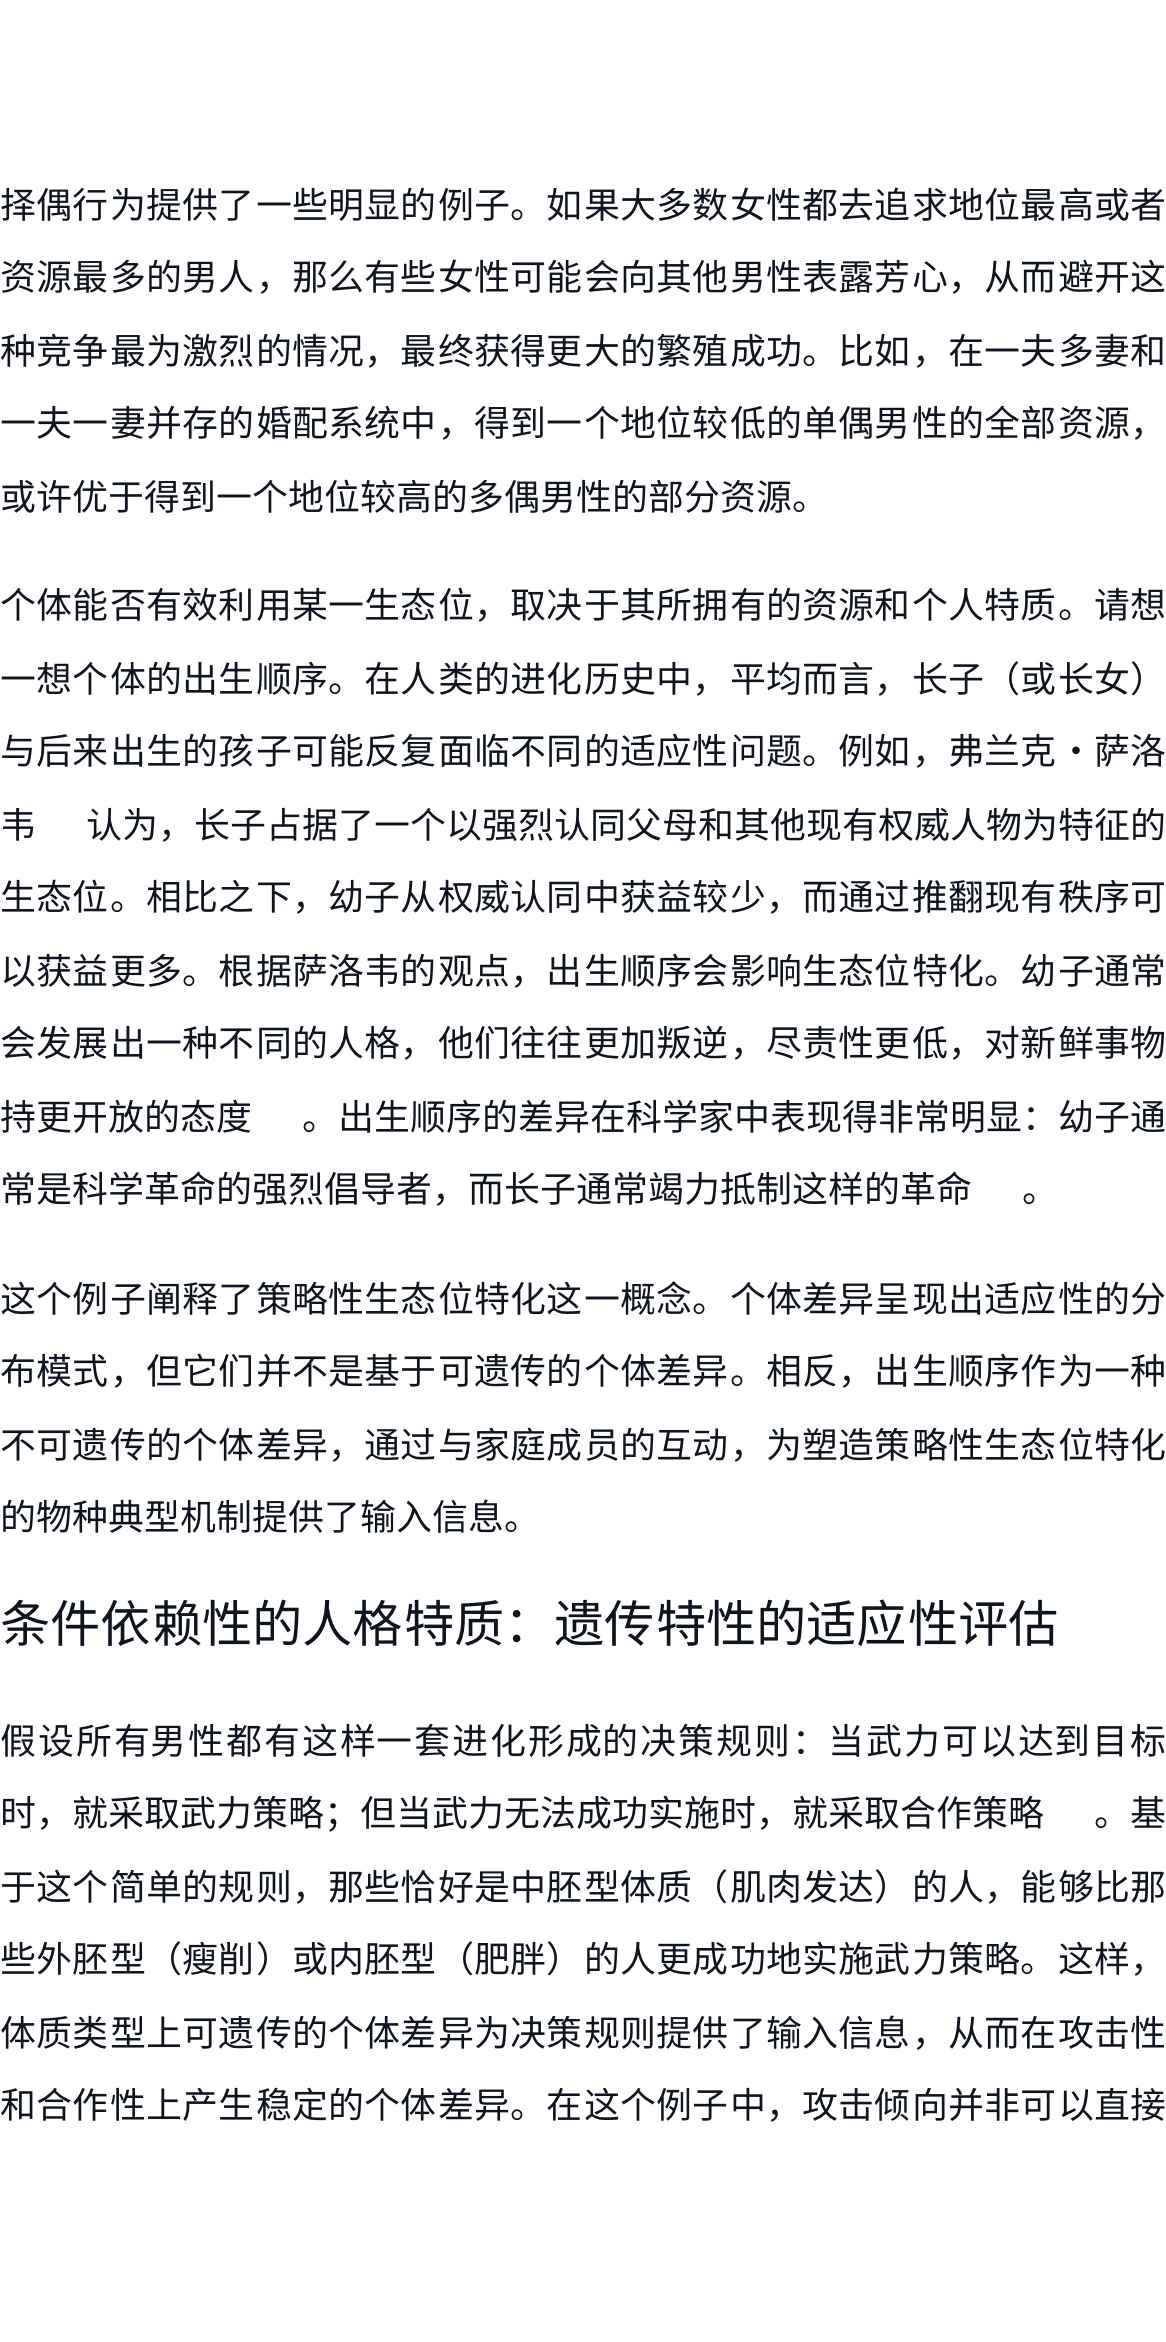 择偶行为提供了一些明显的例子。如果大多数女性都去追求地位最高或者
资源最多的男人，那么有些女性可能会向其他男性表露芳心，从而避开这
种竞争最为激烈的情况，最终获得更大的繁殖成功。比如，在一夫多妻和
一夫一妻并存的婚配系统中，得到一个地位较低的单偶男性的全部资源，
或许优于得到一个地位较高的多偶男性的部分资源。
个体能否有效利用某一生态位，取决于其所拥有的资源和个人特质。请想
一想个体的出生顺序。在人类的进化历史中，平均而言，长子（或长女）
与后来出生的孩子可能反复面临不同的适应性问题。例如，弗兰克·萨洛
韦 认为，长子占据了一个以强烈认同父母和其他现有权威人物为特征的
生态位。相比之下，幼子从权威认同中获益较少，而通过推翻现有秩序可
以获益更多。根据萨洛韦的观点，出生顺序会影响生态位特化。幼子通常
会发展出一种不同的人格，他们往往更加叛逆，尽责性更低，对新鲜事物
持更开放的态度 。出生顺序的差异在科学家中表现得非常明显：幼子通
常是科学革命的强烈倡导者，而长子通常竭力抵制这样的革命 。
这个例子阐释了策略性生态位特化这一概念。个体差异呈现出适应性的分
布模式，但它们并不是基于可遗传的个体差异。相反，出生顺序作为一种
不可遗传的个体差异，通过与家庭成员的互动，为塑造策略性生态位特化
的物种典型机制提供了输入信息。
条件依赖性的人格特质：遗传特性的适应性评估
假设所有男性都有这样一套进化形成的决策规则：当武力可以达到目标
时，就采取武力策略；但当武力无法成功实施时，就采取合作策略 。基
于这个简单的规则，那些恰好是中胚型体质（肌肉发达）的人，能够比那
些外胚型（瘦削）或内胚型（肥胖）的人更成功地实施武力策略。这样，
体质类型上可遗传的个体差异为决策规则提供了输入信息，从而在攻击性
和合作性上产生稳定的个体差异。在这个例子中，攻击倾向并非可以直接